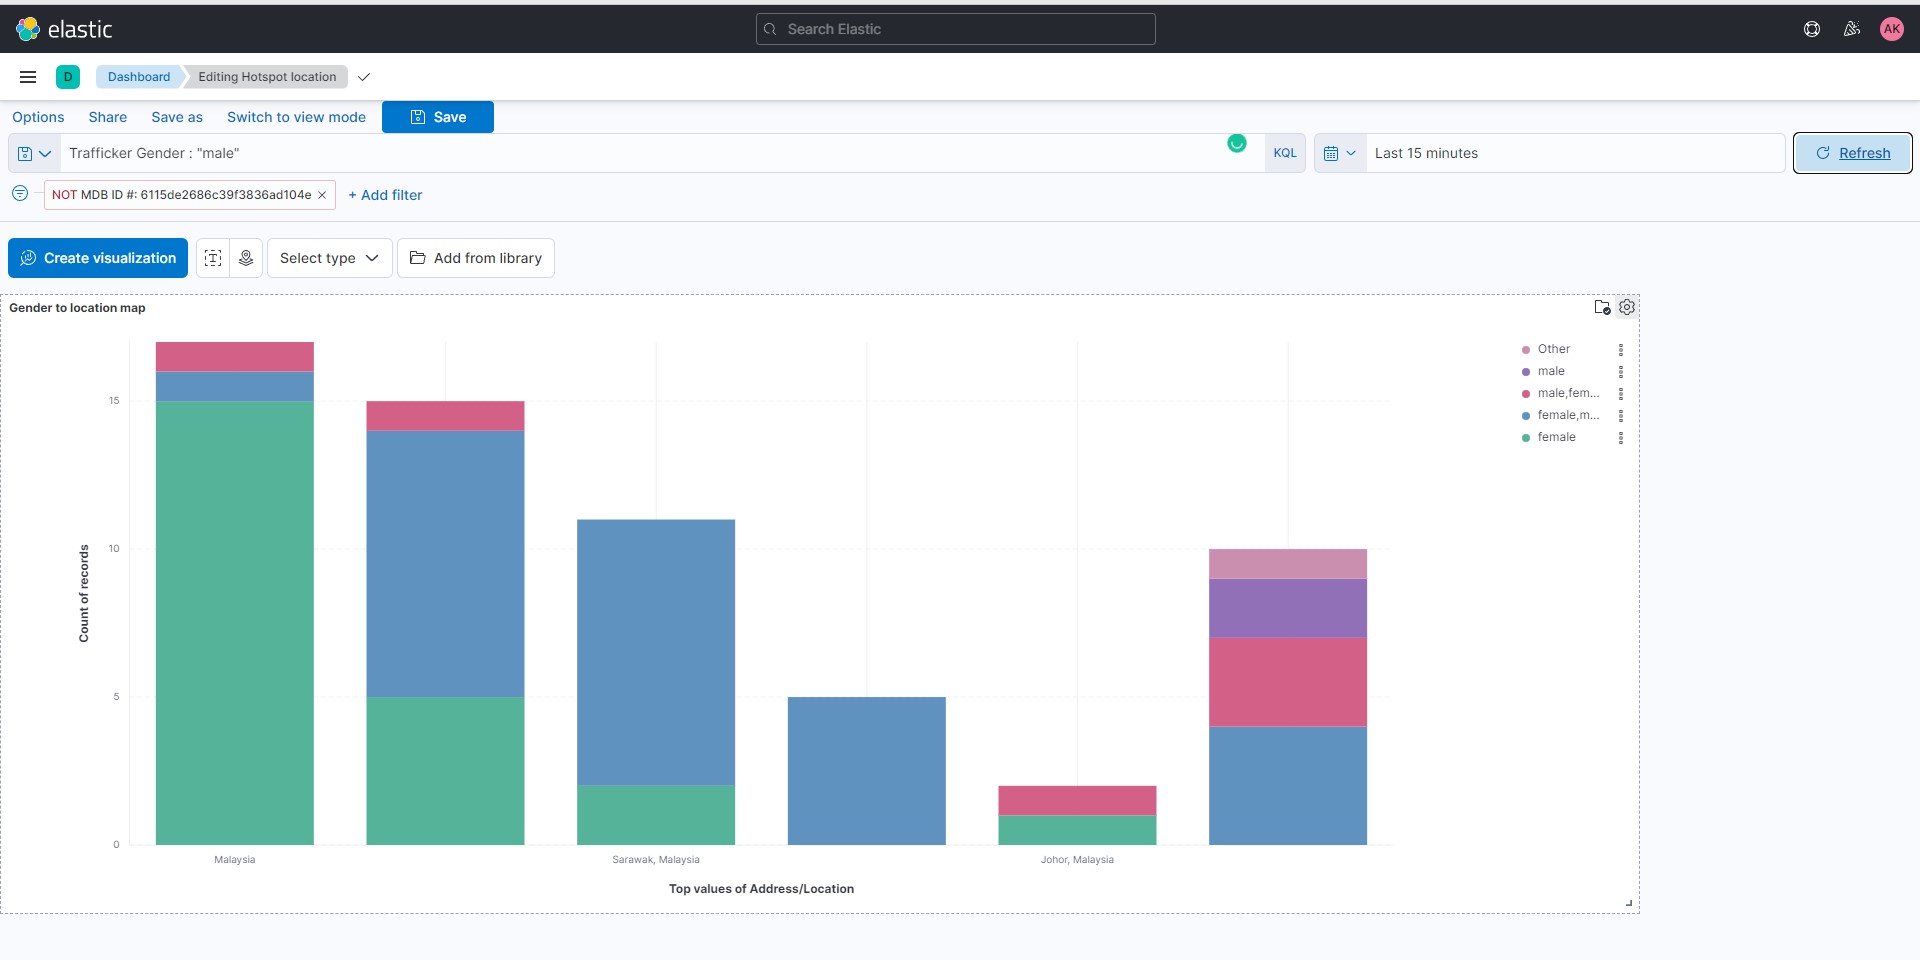 elastic
Search Elastic
AK
D
Dashboard
Editing Hotspot location
Options
Share
Save as
Switch to view mode
Save
Trafficker Gender : "male"
KQL
Last 15 minutes
Refresh
NOT MDB ID #: 6115de2686c39f3836ad104e ×
+ Add filter
Create visualization
Select type
Add from library
Gender to location map
Other
male
male,fem...
female,m...
female
15
10
5
0
Count of records
Malaysia
Sarawak, Malaysia
Johor, Malaysia
Top values of Address/Location